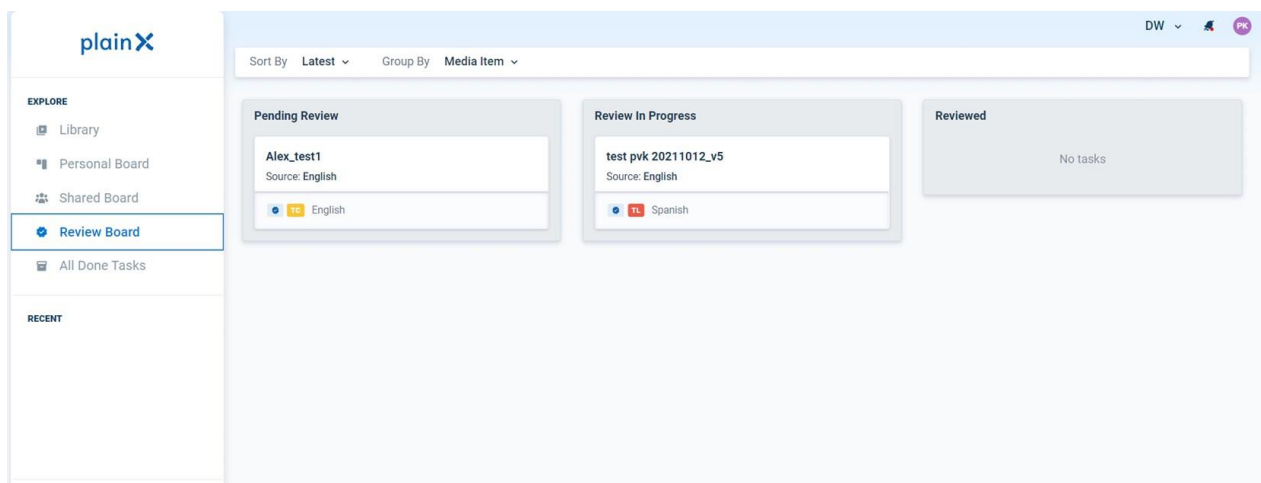 plainX
DW
PK
Sort By Latest Group By Media Item
EXPLORE
Library
Personal Board
Shared Board
Review Board
All Done Tasks
RECENT
Pending Review
Alex_test1
Source: English
TC English
Review In Progress
test pvk 20211012_v5
Source: English
TL Spanish
Reviewed
No tasks